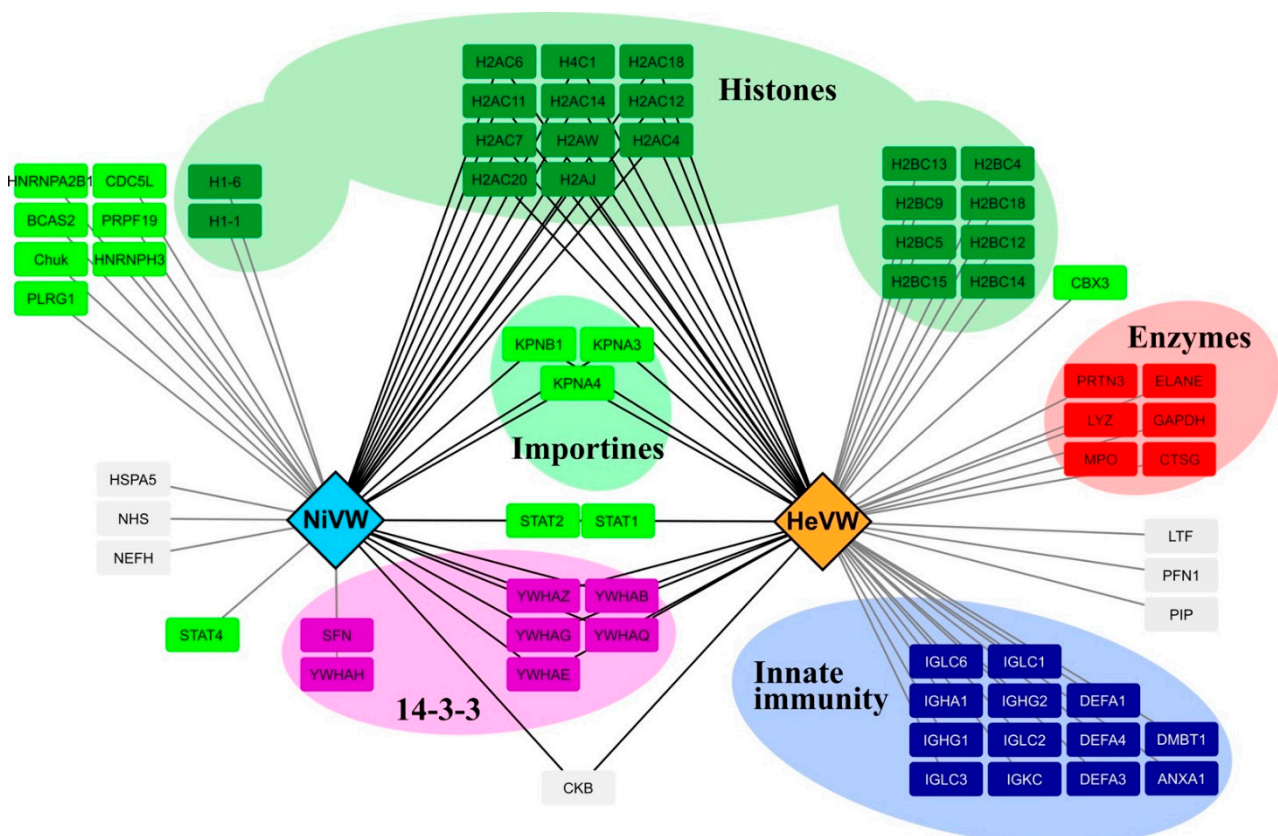 H2AC6 H4C1 H2AC18
Histones
H2AC11 H2AC14 H2AC12
H2AC7 H2AW H2AC4
H2AC20 H2AJ
HNRNPA2B1 CDC5L
BCAS2 PRPF19
Chuk HNRNPH3
PLRG1
H1-6
H1-1
H2BC13 H2BC4
H2BC9 H2BC18
H2BC5 H2BC12
H2BC15 H2BC14
CBX3
KPNB1 KPNA3
KPNA4
Importines
Enzymes
PRTN3 ELANE
LYZ GAPDH
MPO CTSG
HSPA5
NHS
NEFH
NiVW
STAT2 STAT1
HeVW
LTF
PFN1
PIP
STAT4
SFN
YWHAH
YWHAZ YWHAB
YWHAG YWHAQ
YWHAE
14-3-3
CKB
Innate
immunity
IGLC6 IGLC1
IGHA1 IGHG2 DEFA1
IGHG1 IGLC2 DEFA4 DMBT1
IGLC3 IGKC DEFA3 ANXA1